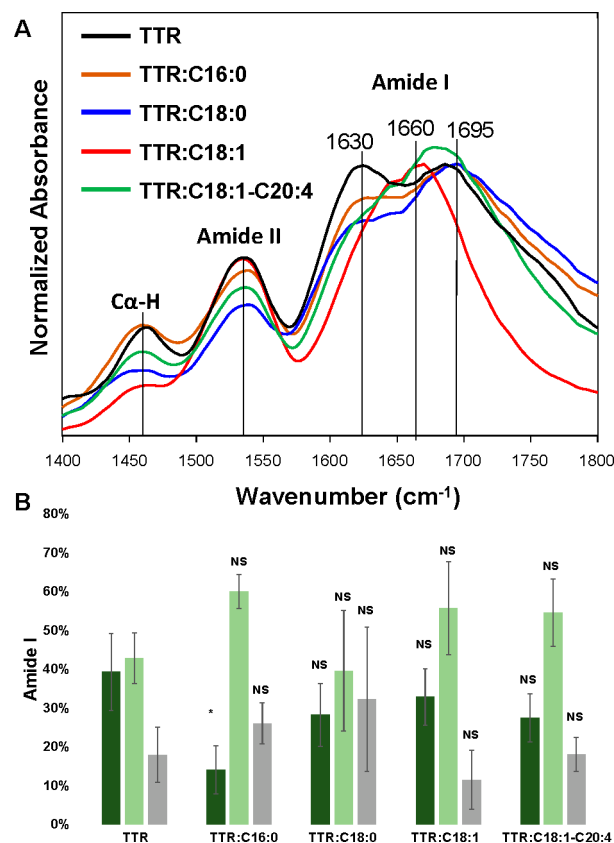 A
TTR
TTR:C16:0
TTR:C18:0
TTR:C18:1
TTR:C18:1-C20:4
Amide I
1630
1660
1695
Amide II
Cα-H
Normalized Absorbance
1400 1450 1500 1550 1600 1650 1700 1750 1800
Wavenumber (cm⁻¹)
B
80%
70%
60%
50%
40%
30%
20%
10%
0%
Amide I
* NS NS
NS NS NS
NS NS NS
NS NS NS
TTR TTR:C16:0 TTR:C18:0 TTR:C18:1 TTR:C18:1-C20:4